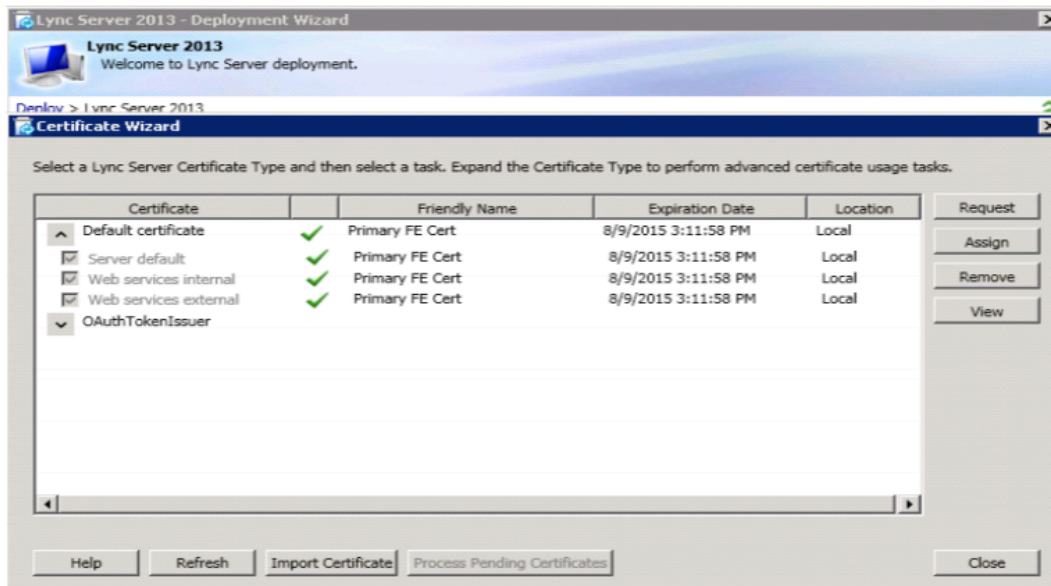 Lync Server 2013 - Deployment Wizard
Lync Server 2013
Welcome to Lync Server deployment.
Deploy > Lync Server 2013
Certificate Wizard
Select a Lync Server Certificate Type and then select a task. Expand the Certificate Type to perform advanced certificate usage tasks.
Certificate Friendly Name Expiration Date Location Request
Default certificate Primary FE Cert 8/9/2015 3:11:58 PM Local Assign
Server default Primary FE Cert 8/9/2015 3:11:58 PM Local
Web services internal Primary FE Cert 8/9/2015 3:11:58 PM Local Remove
Web services external Primary FE Cert 8/9/2015 3:11:58 PM Local View
OAuthTokenIssuer
Help Refresh Import Certificate Process Pending Certificates Close